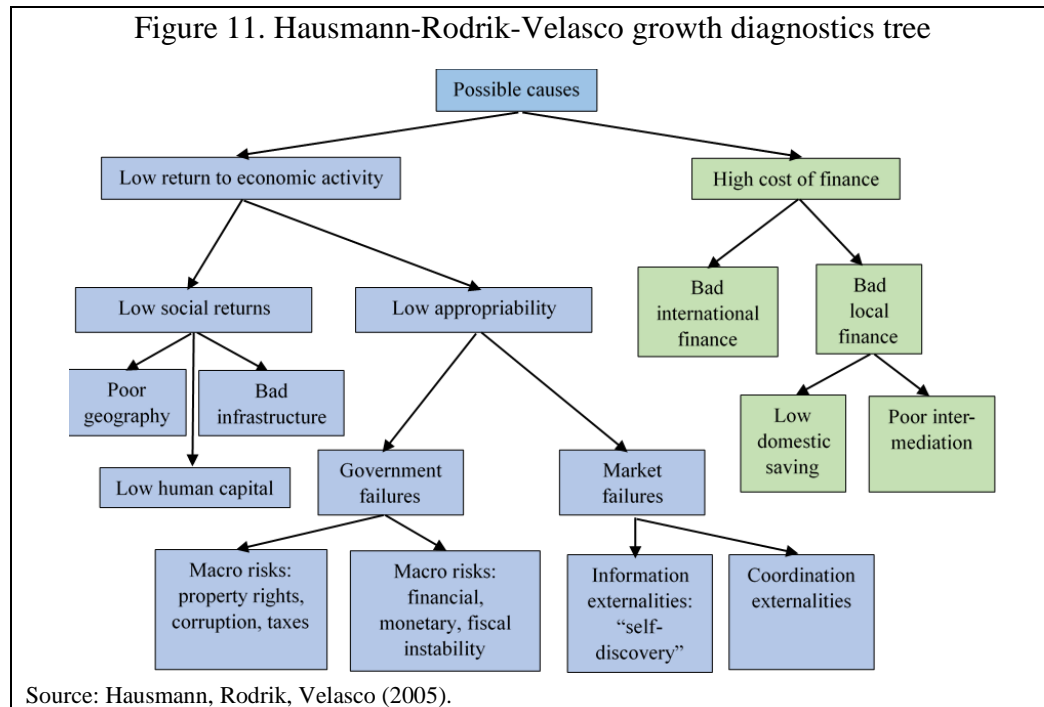 Figure 11. Hausmann-Rodrik-Velasco growth diagnostics tree
Possible causes
Low return to economic activity
High cost of finance
Low social returns
Low appropriability
Bad
international
finance
Bad
local
finance
Poor
geography
Bad
infrastructure
Low
domestic
saving
Poor inter-
mediation
Low human capital
Government
failures
Market
failures
Macro risks:
property rights,
corruption, taxes
Macro risks:
financial,
monetary, fiscal
instability
Information
externalities:
“self-
discovery”
Coordination
externalities
Source: Hausmann, Rodrik, Velasco (2005).